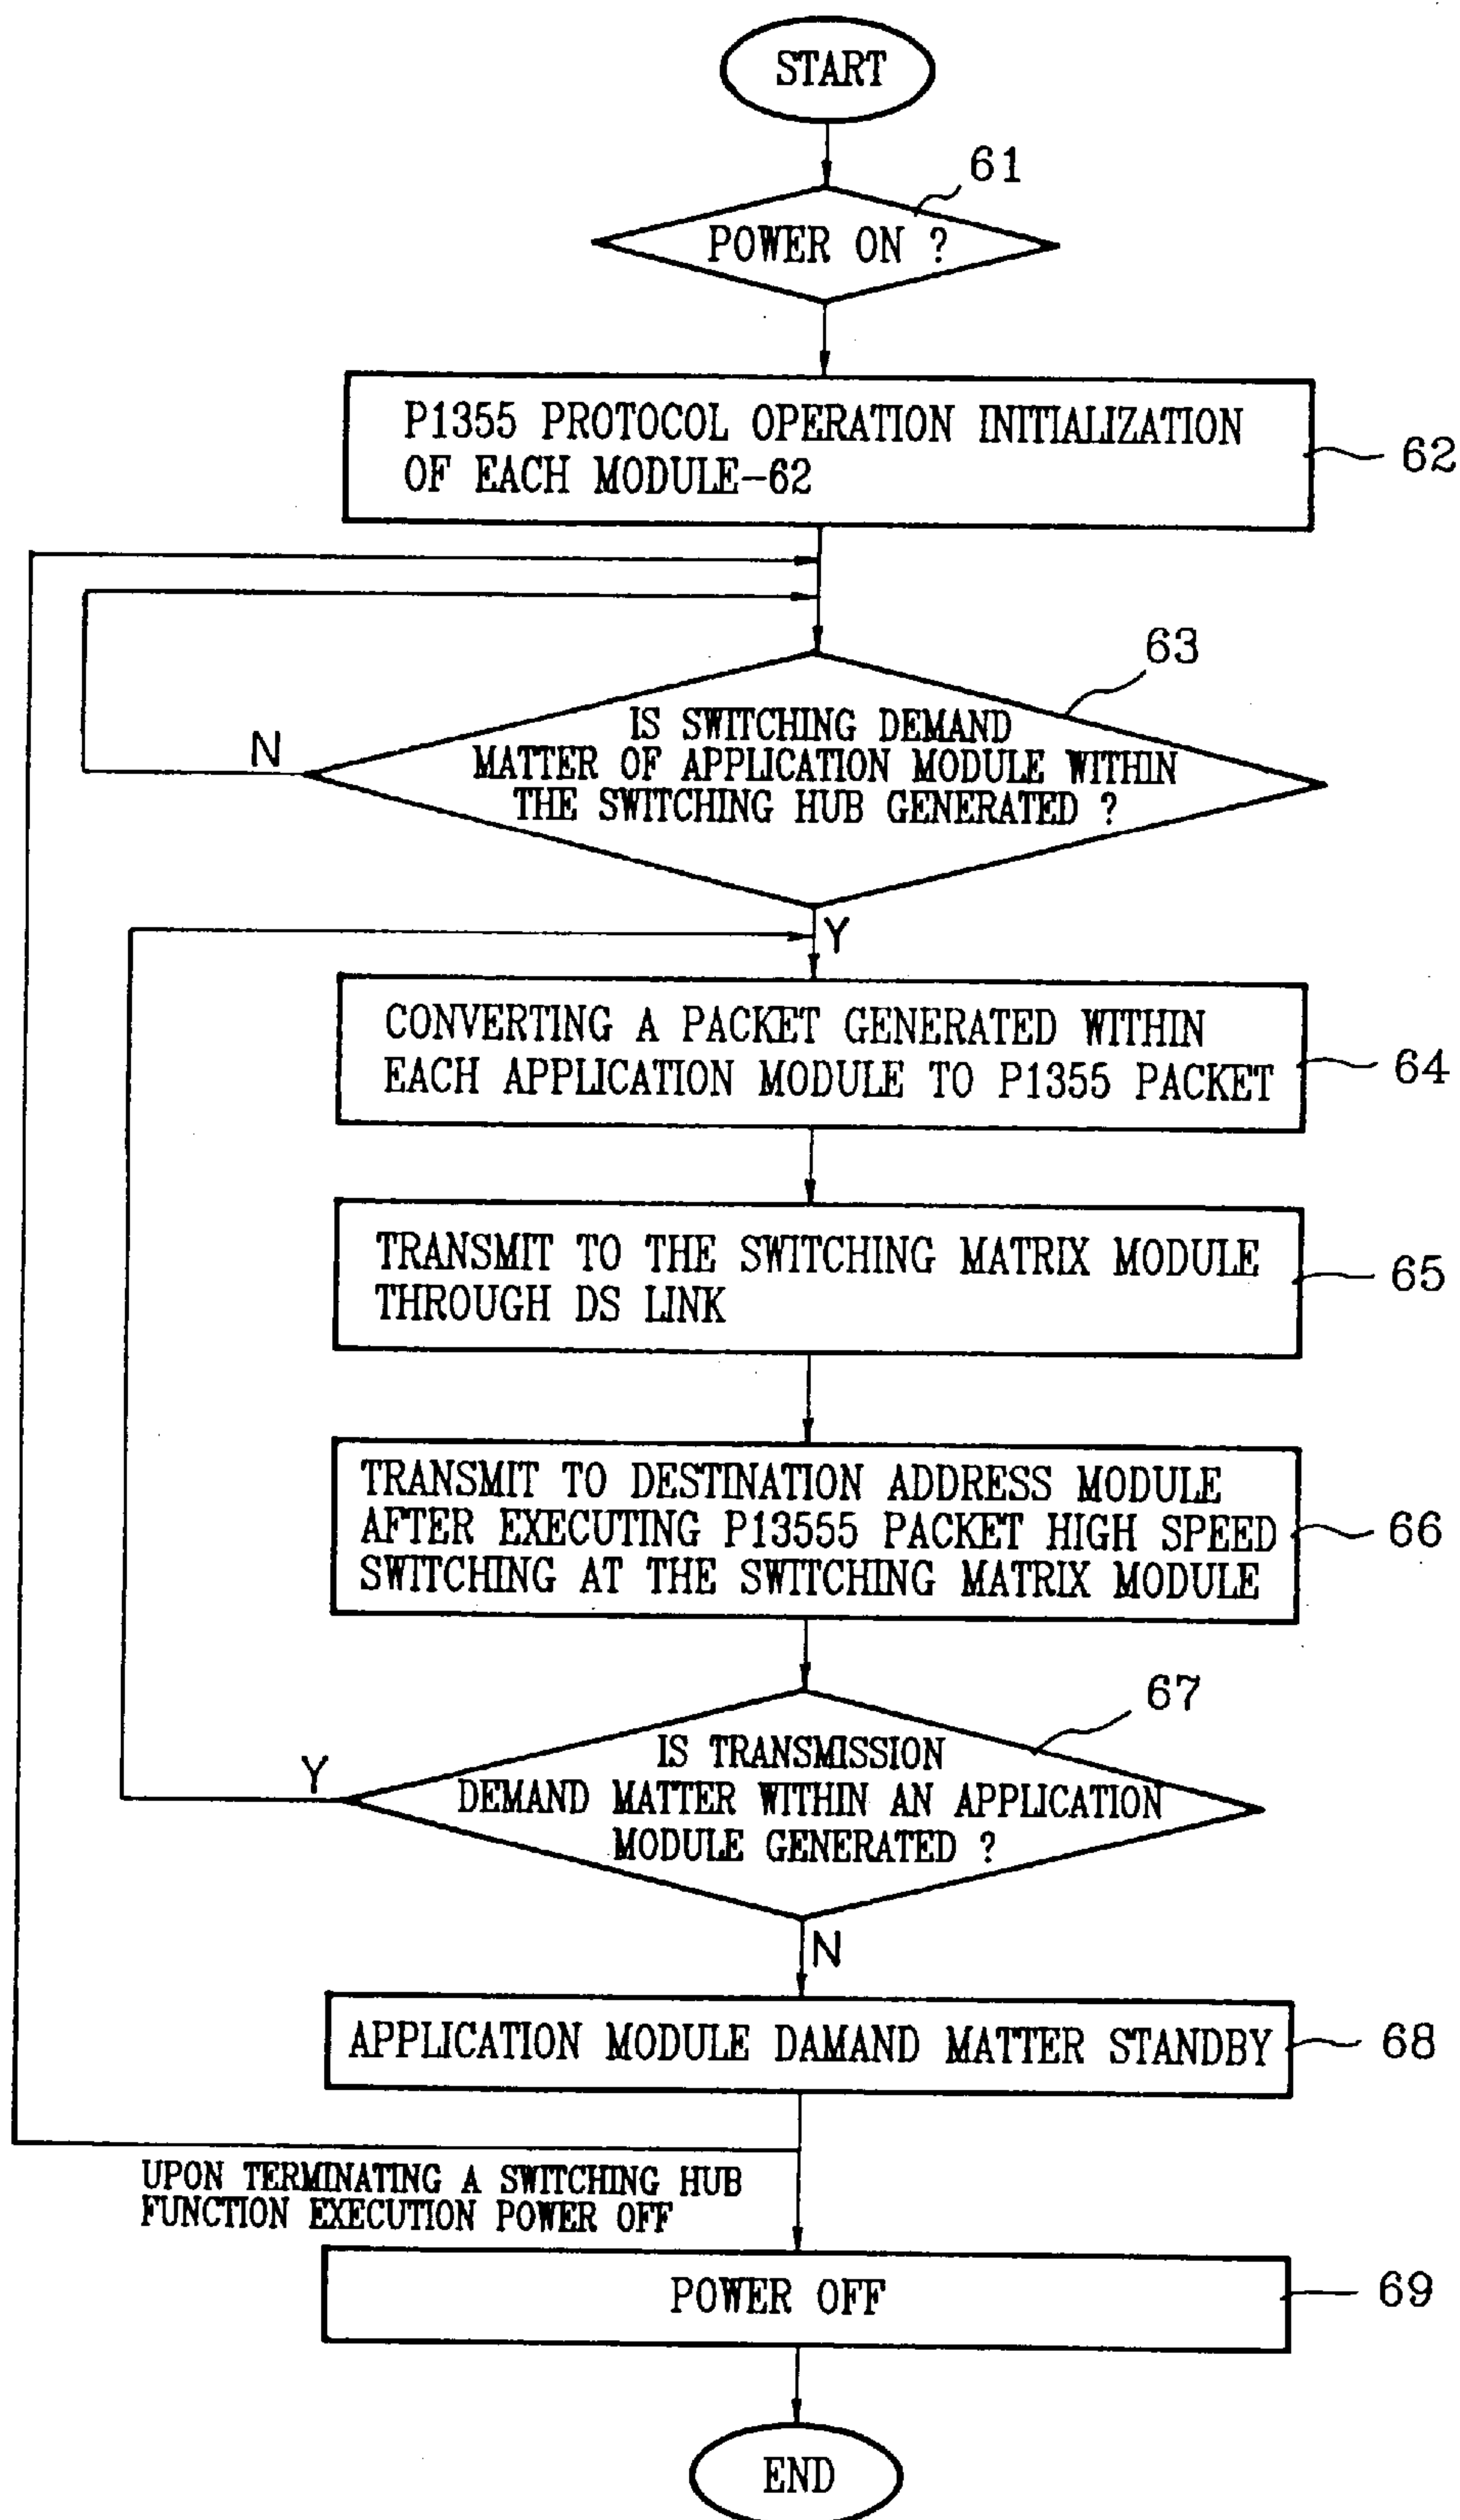 START
61
POWER ON ?
P1355 PROTOCOL OPERATION INITIALIZATION
OF EACH MODULE-62
62
63
IS SWITCHING DEMAND
MATTER OF APPLICATION MODULE WITHIN
THE SWITCHING HUB GENERATED ?
N
Y
CONVERTING A PACKET GENERATED WITHIN
EACH APPLICATION MODULE TO P1355 PACKET
64
TRANSMIT TO THE SWITCHING MATRIX MODULE
THROUGH DS LINK
65
TRANSMIT TO DESTINATION ADDRESS MODULE
AFTER EXECUTING P13555 PACKET HIGH SPEED
SWITCHING AT THE SWITCHING MATRIX MODULE
66
67
IS TRANSMISSION
DEMAND MATTER WITHIN AN APPLICATION
MODULE GENERATED ?
Y
N
APPLICATION MODULE DAMAND MATTER STANDBY
68
UPON TERMINATING A SWITCHING HUB
FUNCTION EXECUTION POWER OFF
POWER OFF
69
END